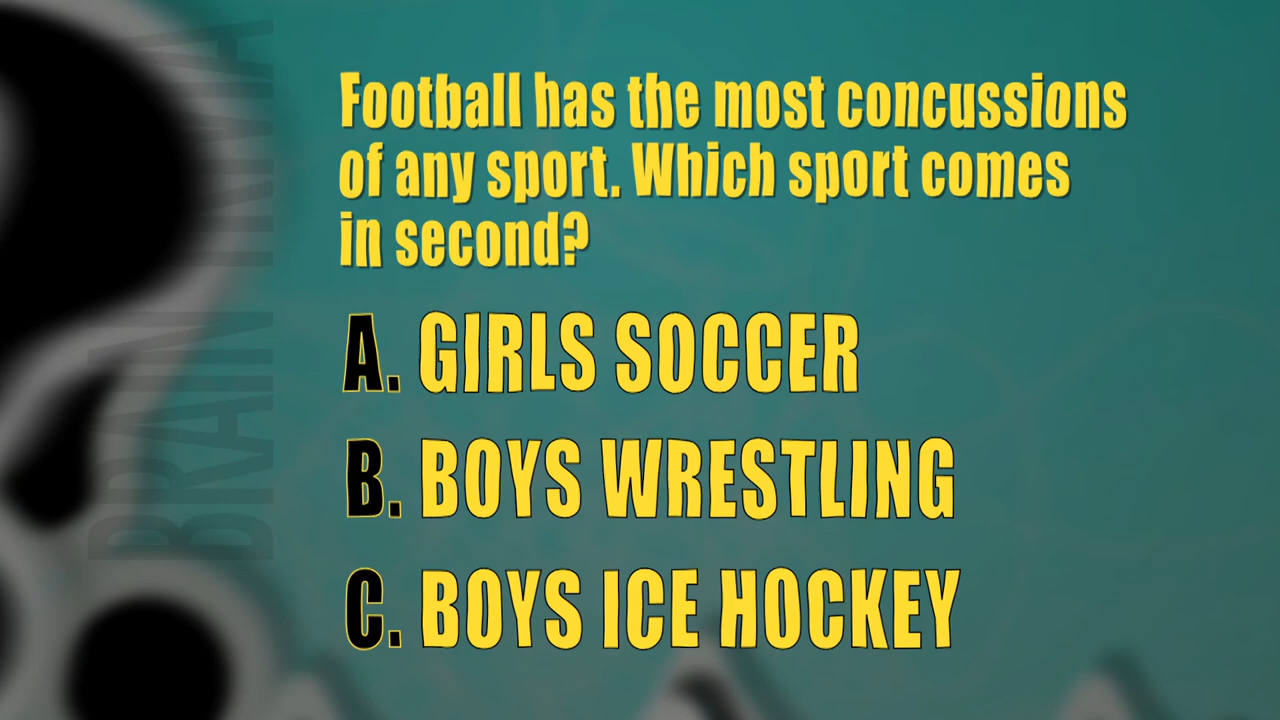 Football has the most concussions
of any sport. Which sport comes
in second?
A. GIRLS SOCCER
B. BOYS WRESTLING
C. BOYS ICE HOCKEY